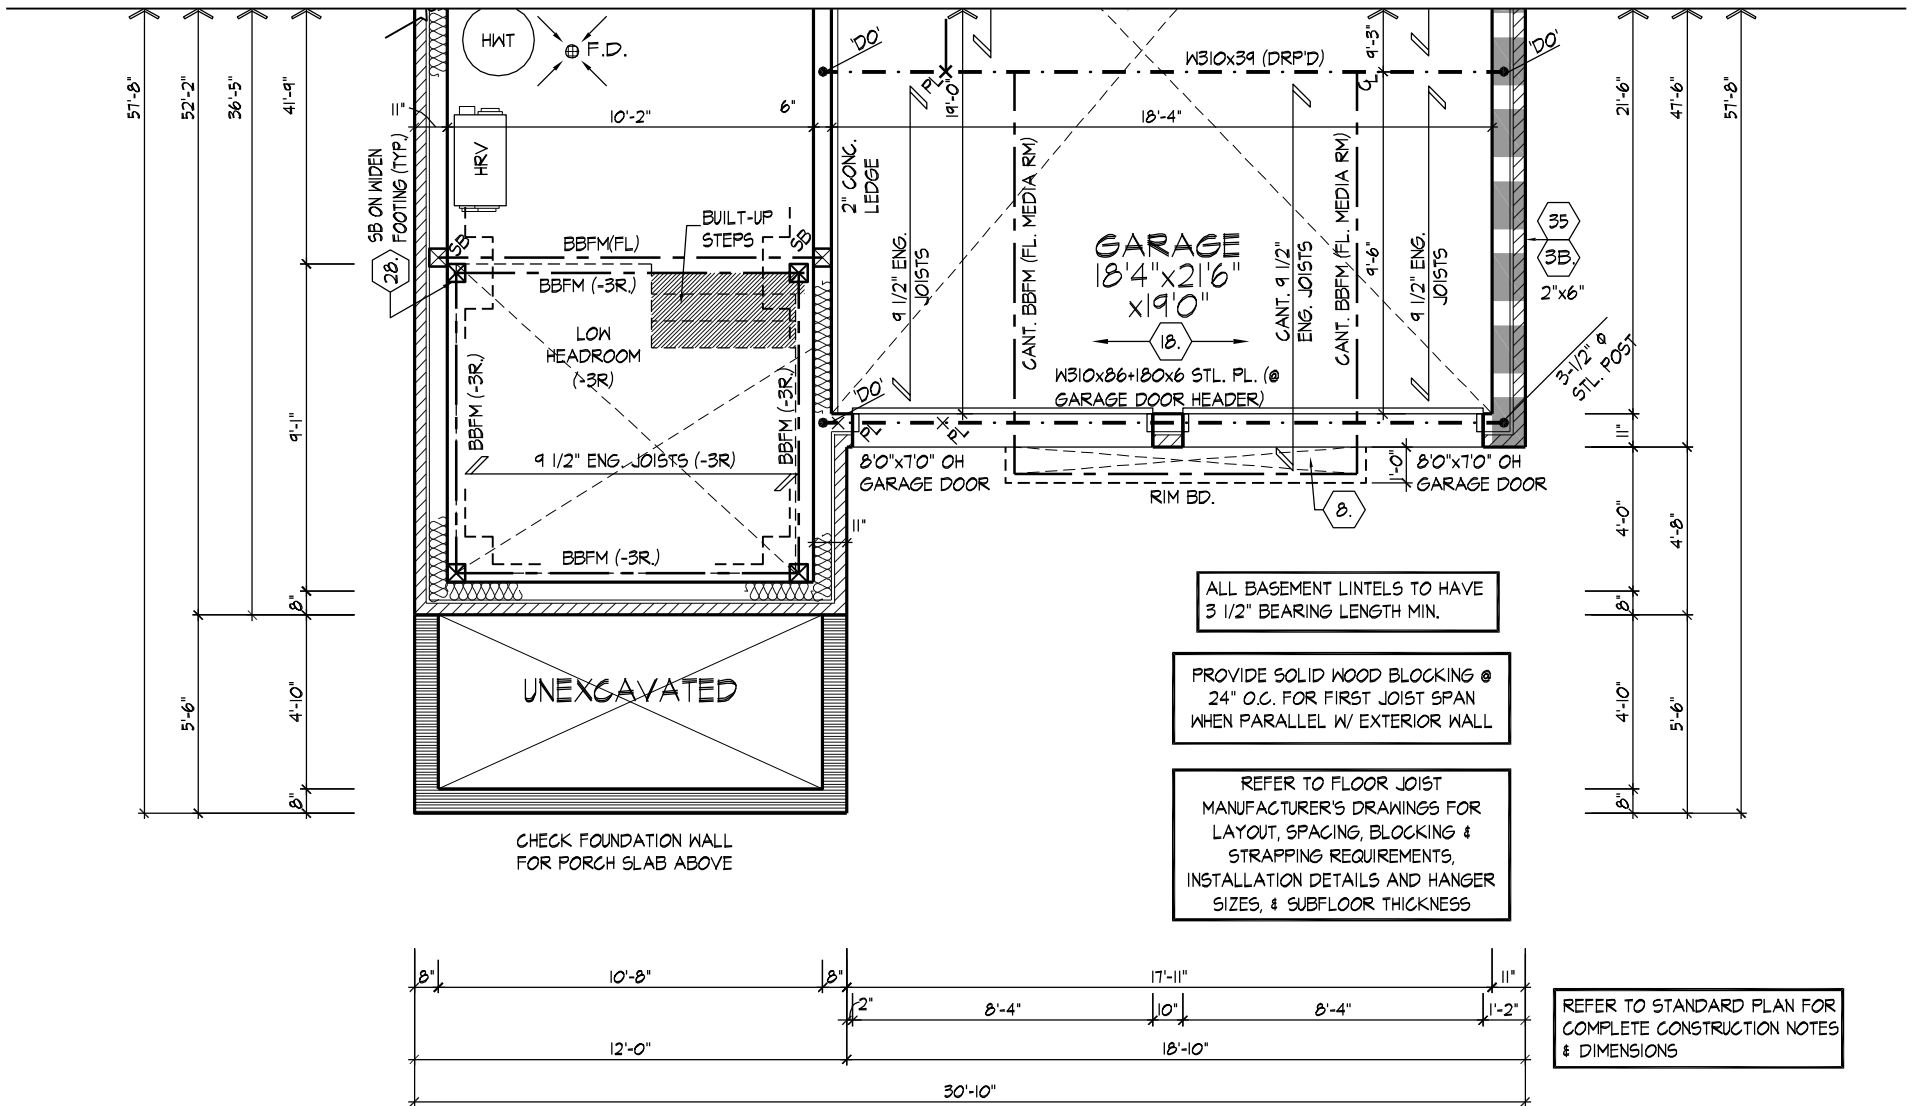 HWT
F.D.
'DO'
W310x39 (DRP'D)
9'-3"
'DO'
PL
19'-0"
CL
57'-8"
52'-2"
36'-5"
41'-9"
11"
10'-2"
6"
18'-4"
21'-6"
47'-6"
57'-8"
HRV
SB ON WIDEN
FOOTING (TYP.)
28.
2" CONC.
LEDGE
BUILT-UP
STEPS
SB
SB
BBFM(FL)
BBFM (-3R.)
9 1/2" ENG.
JOISTS
CANT. BBFM (FL. MEDIA RM)
GARAGE
18'4"x21'6"
x19'0"
18.
CANT. 9 1/2"
ENG. JOISTS
CANT. BBFM (FL. MEDIA RM)
9'-6"
9 1/2" ENG.
JOISTS
35
3B.
2"x6"
LOW
HEADROOM
(-3R)
BBFM (-3R.)
BBFM (-3R.)
'DO'
W310x86+180x6 STL. PL. (@
GARAGE DOOR HEADER)
3-1/2" Ø
STL. POST
PL
PL
9'-1"
9 1/2" ENG. JOISTS (-3R)
8'0"x7'0" OH
GARAGE DOOR
RIM BD.
1'-0"
8'0"x7'0" OH
GARAGE DOOR
8.
11"
11"
4'-0"
4'-8"
BBFM (-3R.)
8"
8"
ALL BASEMENT LINTELS TO HAVE
3 1/2" BEARING LENGTH MIN.
UNEXCAVATED
5'-6"
4'-10"
PROVIDE SOLID WOOD BLOCKING @
24" O.C. FOR FIRST JOIST SPAN
WHEN PARALLEL W/ EXTERIOR WALL
4'-10"
5'-6"
8"
8"
REFER TO FLOOR JOIST
MANUFACTURER'S DRAWINGS FOR
LAYOUT, SPACING, BLOCKING &
STRAPPING REQUIREMENTS,
INSTALLATION DETAILS AND HANGER
SIZES, & SUBFLOOR THICKNESS
CHECK FOUNDATION WALL
FOR PORCH SLAB ABOVE
8"
10'-8"
8"
17'-11"
11"
2"
8'-4"
10"
8'-4"
1'-2"
12'-0"
18'-10"
30'-10"
REFER TO STANDARD PLAN FOR
COMPLETE CONSTRUCTION NOTES
& DIMENSIONS